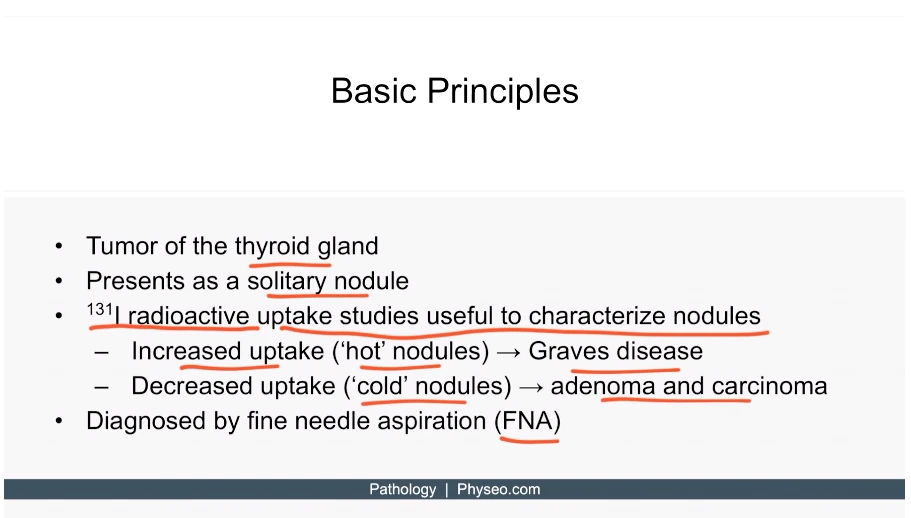 Basic Principles
• Tumor of the thyroid gland
• Presents as a solitary nodule
• ¹³¹I radioactive uptake studies useful to characterize nodules
– Increased uptake (‘hot’ nodules) → Graves disease
– Decreased uptake (‘cold’ nodules) → adenoma and carcinoma
• Diagnosed by fine needle aspiration (FNA)
Pathology | Physeo.com